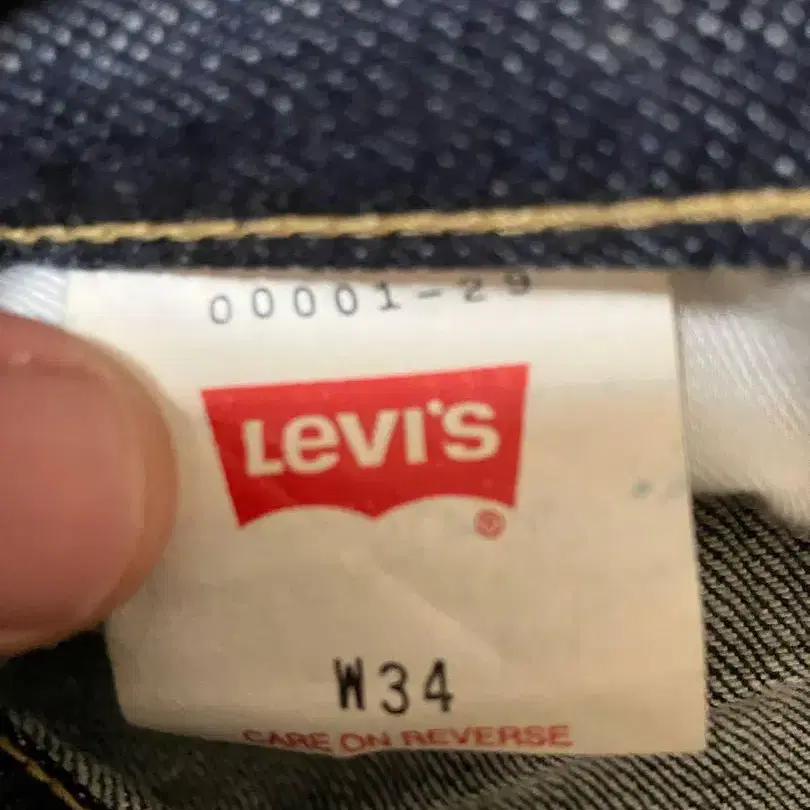 00001-29
Levi's
®
W34
CARE ON REVERSE